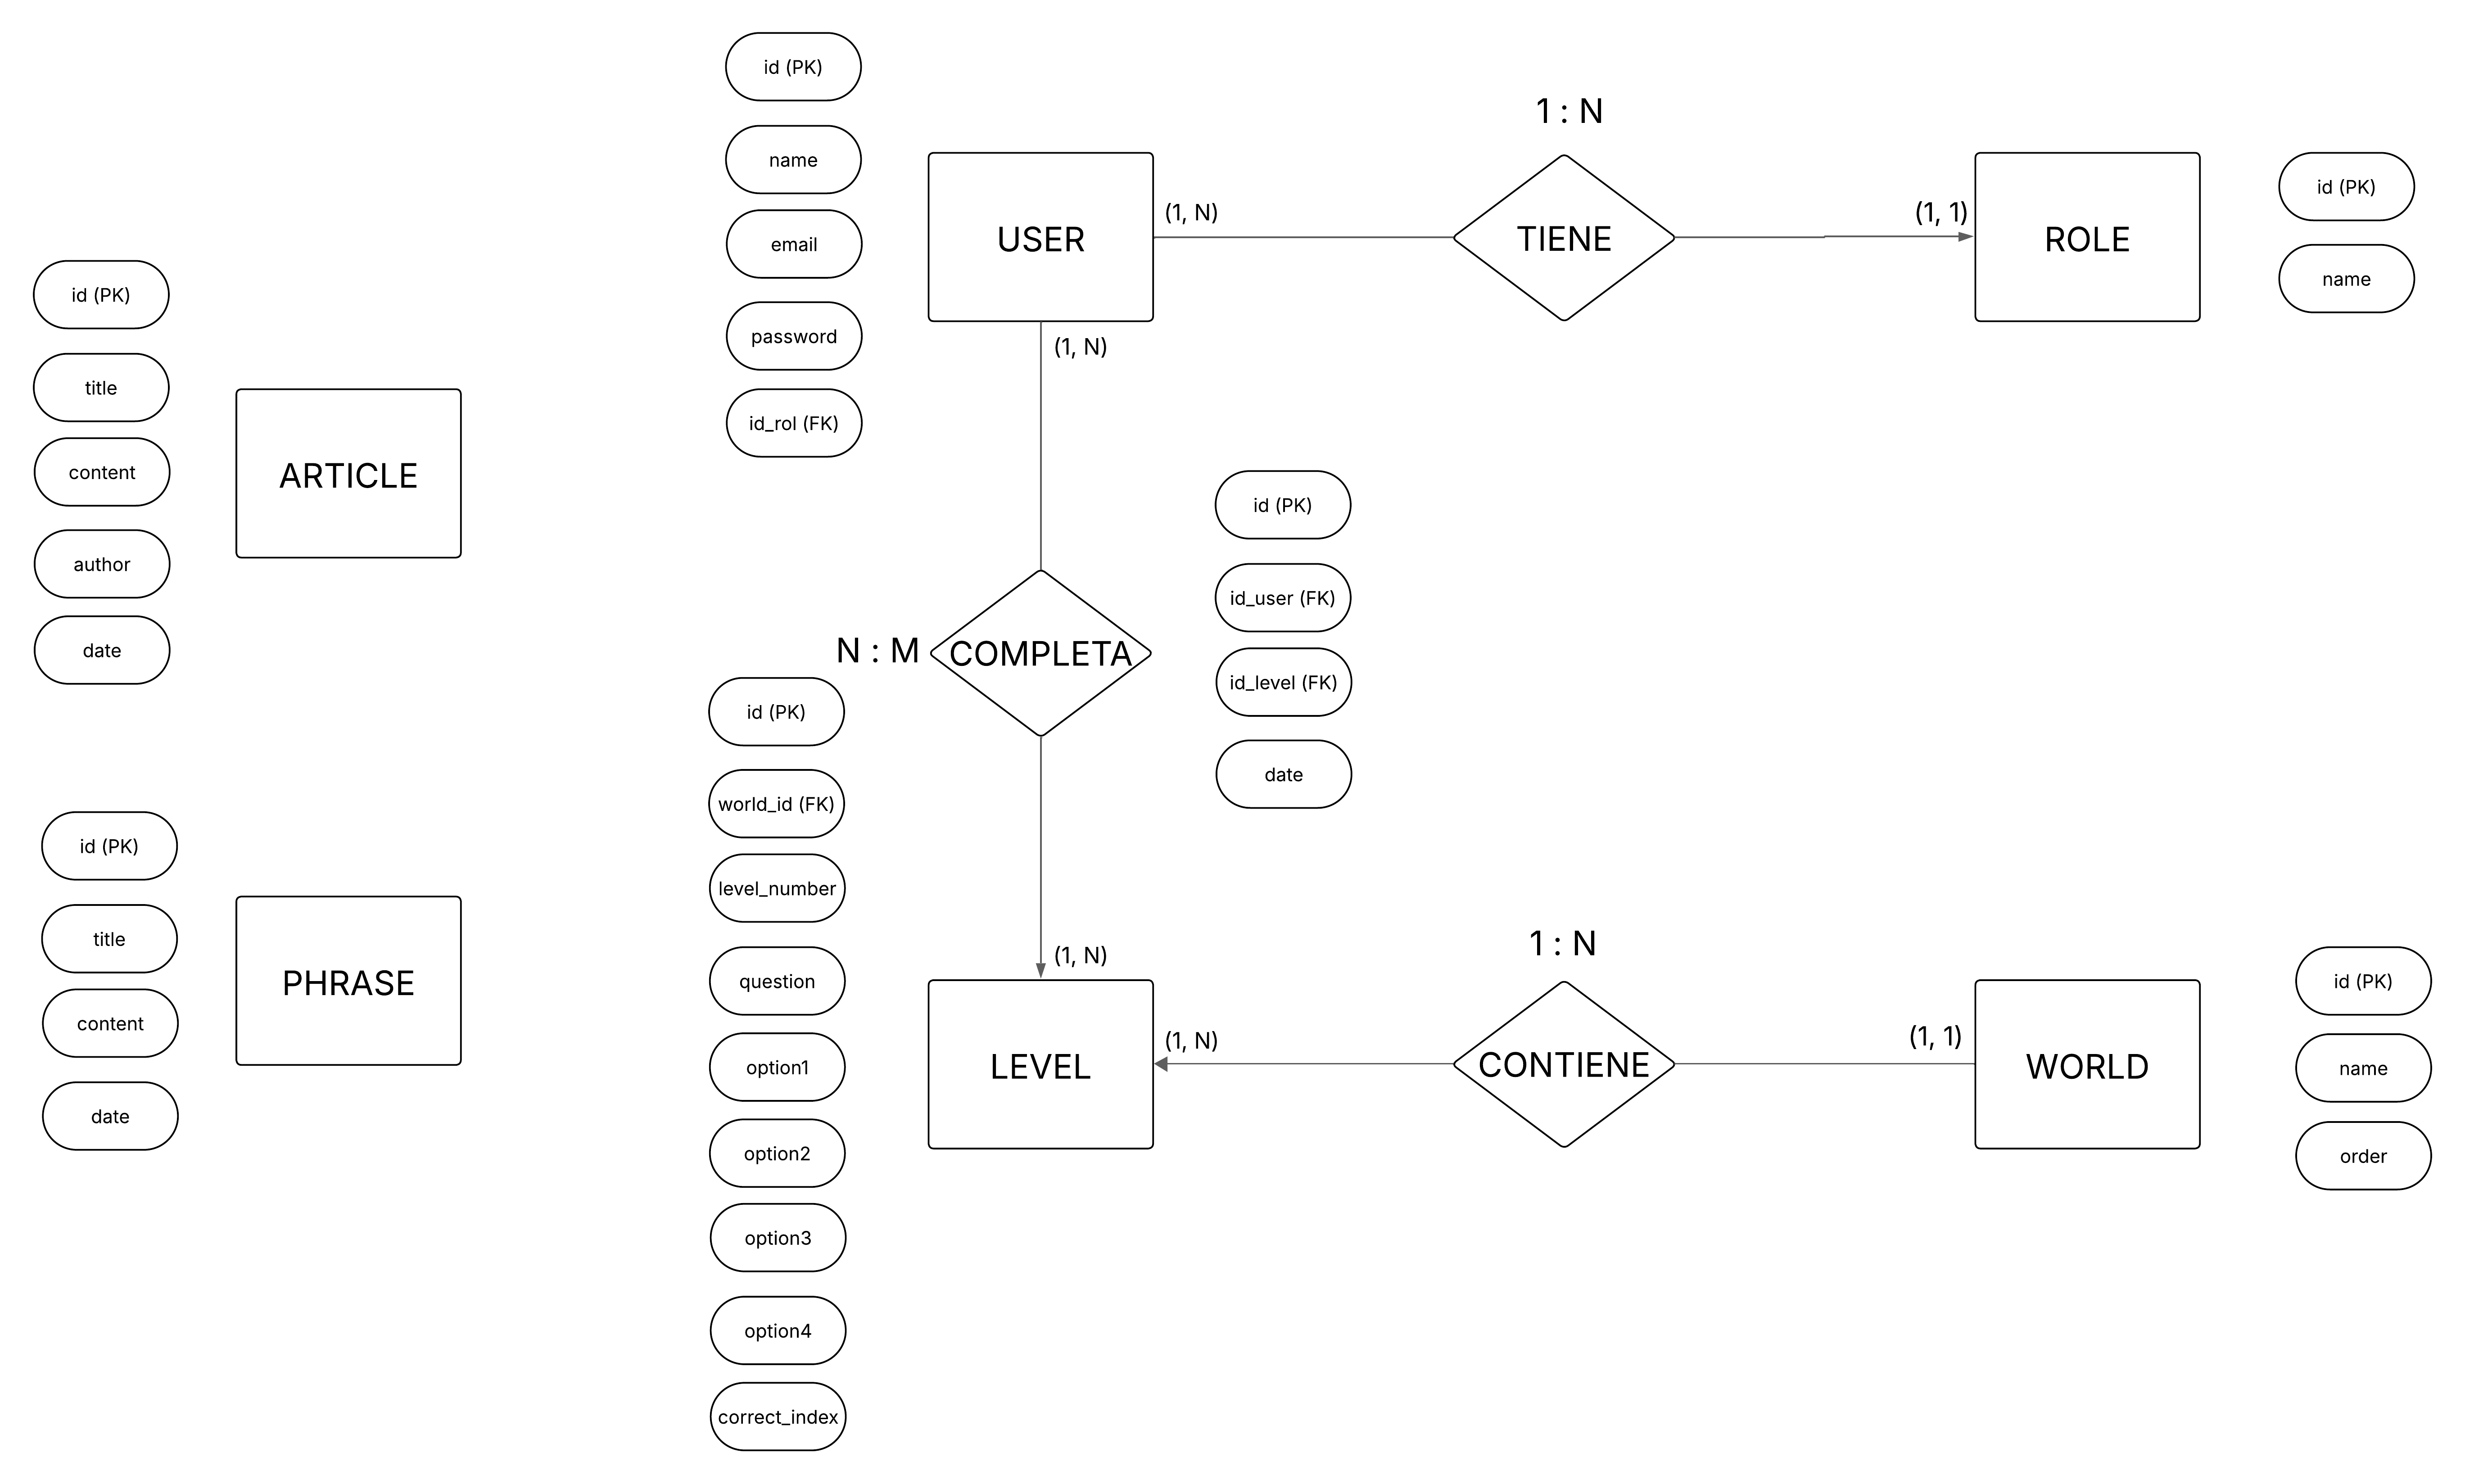 id (PK)
title
content
author
date
ARTICLE
id (PK)
title
content
date
PHRASE
id (PK)
name
email
password
id_rol (FK)
USER
(1, N)
1 : N
TIENE
(1, 1)
ROLE
id (PK)
name
(1, N)
N : M
COMPLETA
id (PK)
id_user (FK)
id_level (FK)
date
(1, N)
id (PK)
world_id (FK)
level_number
question
option1
option2
option3
option4
correct_index
LEVEL
(1, N)
1 : N
CONTIENE
(1, 1)
WORLD
id (PK)
name
order